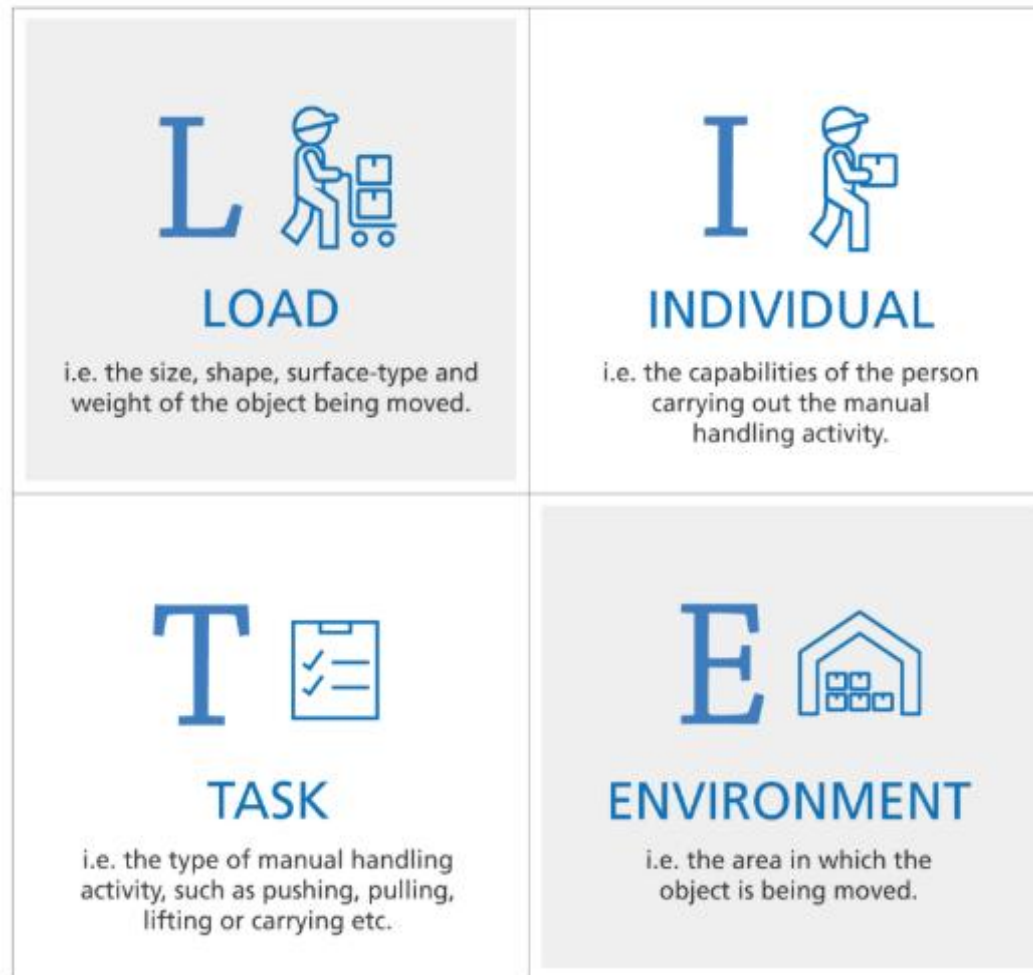 L
LOAD
i.e. the size, shape, surface-type and
weight of the object being moved.
I
INDIVIDUAL
i.e. the capabilities of the person
carrying out the manual
handling activity.
T
TASK
i.e. the type of manual handling
activity, such as pushing, pulling,
lifting or carrying etc.
E
ENVIRONMENT
i.e. the area in which the
object is being moved.